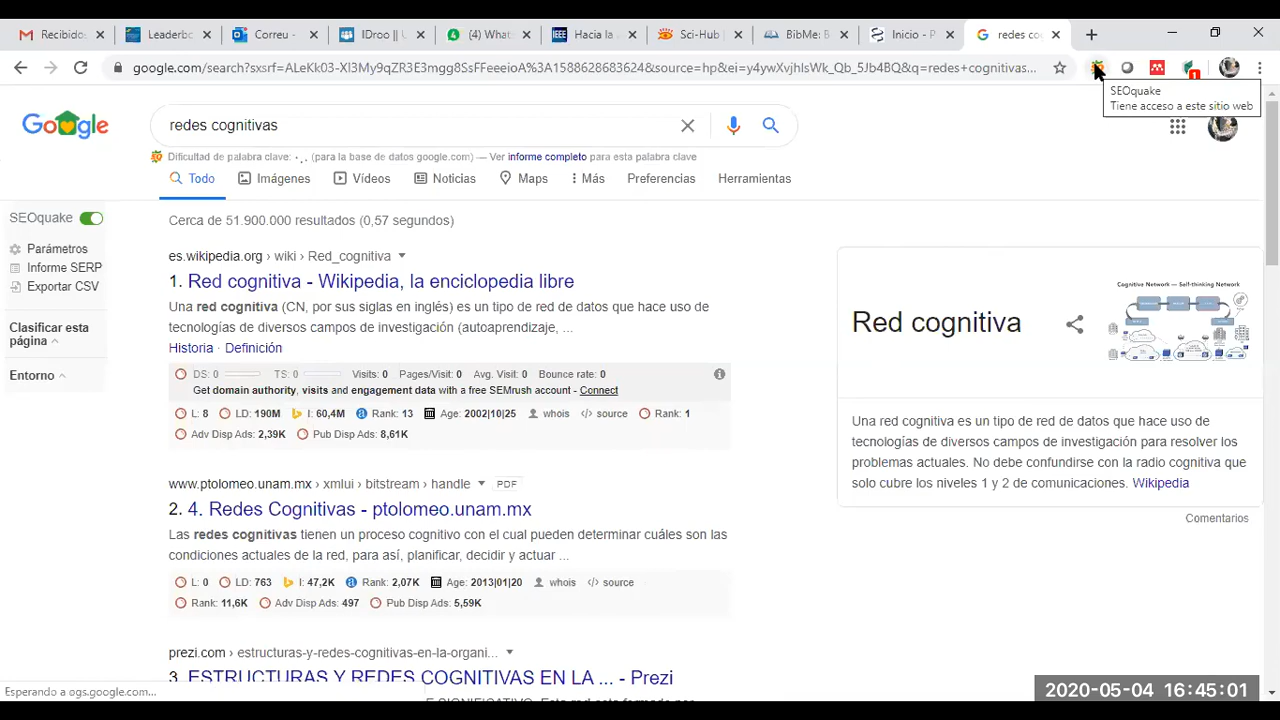 Recibidos
Leaderbo
Correu -
IDroo || U
(4) Whats
IEEE
Hacia la
Sci-Hub
BibMe: B
Inicio - P
redes co
google.com/search?sxsrf=ALeKk03-Xl3My9qZR3E3mgg8SsFFeeeioA%3A1588628683624&source=hp&ei=y4ywXvjhIsWk_Qb_5Jb4BQ&q=redes+cognitivas...
1
SEOquake
Tiene acceso a este sitio web
redes cognitivas
Dificultad de palabra clave: . , . (para la base de datos google.com) — Ver informe completo para esta palabra clave
Todo
Imágenes
Vídeos
Noticias
Maps
Más
Preferencias
Herramientas
SEOquake
Parámetros
Informe SERP
Exportar CSV
Clasificar esta
página
Entorno
Cerca de 51.900.000 resultados (0,57 segundos)
es.wikipedia.org › wiki › Red_cognitiva
1. Red cognitiva - Wikipedia, la enciclopedia libre
Una red cognitiva (CN, por sus siglas en inglés) es un tipo de red de datos que hace uso de
tecnologías de diversos campos de investigación (autoaprendizaje, ...
Historia · Definición
DS: 0 TS: 0 Visits: 0 Pages/Visit: 0 Avg. Visit: 0 Bounce rate: 0
Get domain authority, visits and engagement data with a free SEMrush account - Connect
L: 8 LD: 190M I: 60,4M Rank: 13 Age: 2002|10|25 whois </> source Rank: 1
Adv Disp Ads: 2,39K Pub Disp Ads: 8,61K
www.ptolomeo.unam.mx › xmlui › bitstream › handle PDF
2. 4. Redes Cognitivas - ptolomeo.unam.mx
Las redes cognitivas tienen un proceso cognitivo con el cual pueden determinar cuáles son las
condiciones actuales de la red, para así, planificar, decidir y actuar ...
L: 0 LD: 763 I: 47,2K Rank: 2,07K Age: 2013|01|20 whois </> source
Rank: 11,6K Adv Disp Ads: 497 Pub Disp Ads: 5,59K
prezi.com › estructuras-y-redes-cognitivas-en-la-organi...
3. ESTRUCTURAS Y REDES COGNITIVAS EN LA ... - Prezi
Red cognitiva
Cognitive Network — Self-thinking Network
Una red cognitiva es un tipo de red de datos que hace uso de
tecnologías de diversos campos de investigación para resolver los
problemas actuales. No debe confundirse con la radio cognitiva que
solo cubre los niveles 1 y 2 de comunicaciones. Wikipedia
Comentarios
Esperando a ogs.google.com...
2020-05-04 16:45:01